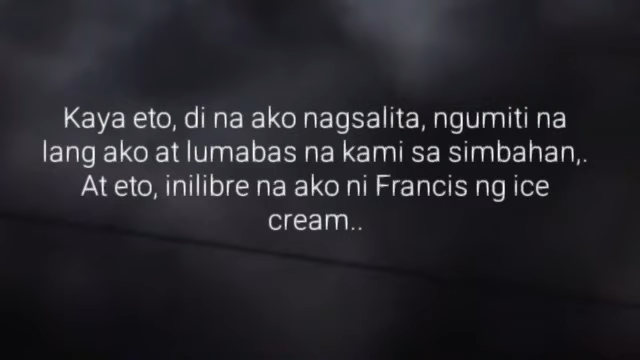 Kaya eto, di na ako nagsalita, ngumiti na
lang ako at lumabas na kami sa simbahan,.
At eto, inilibre na ako ni Francis ng ice
cream..